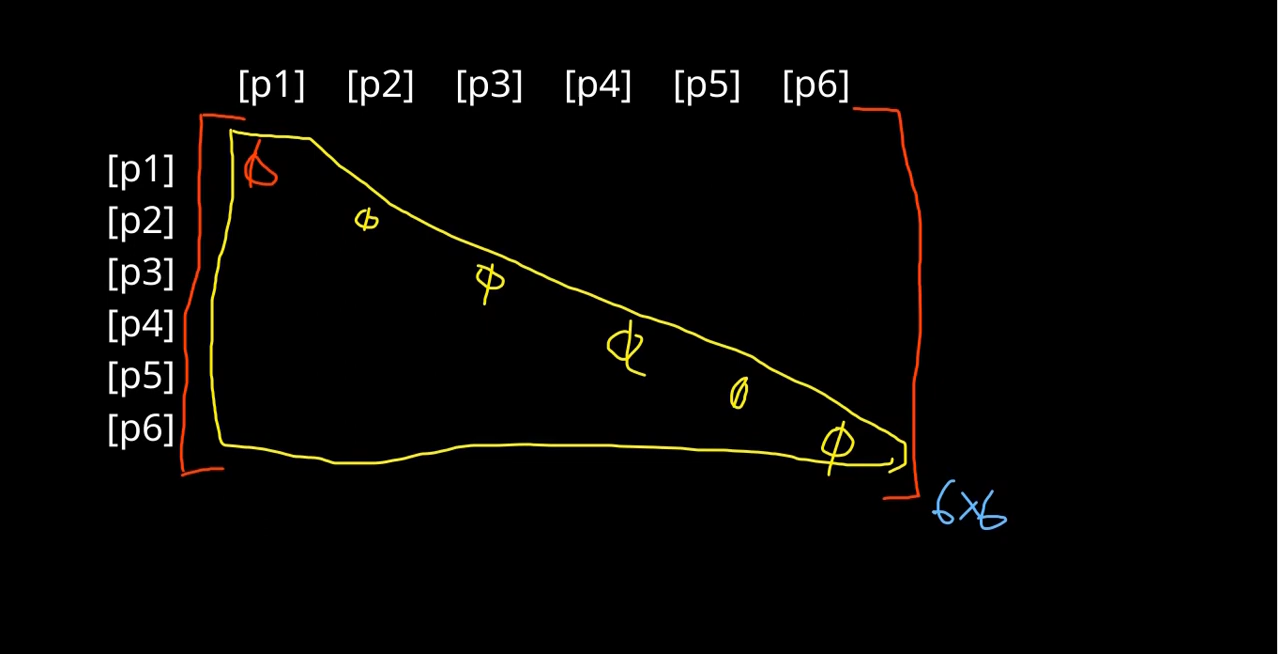 [p1] [p2] [p3] [p4] [p5] [p6]
[p1] ϕ
[p2] ϕ
[p3] ϕ
[p4]
[p5] 0
[p6] ϕ
6x6